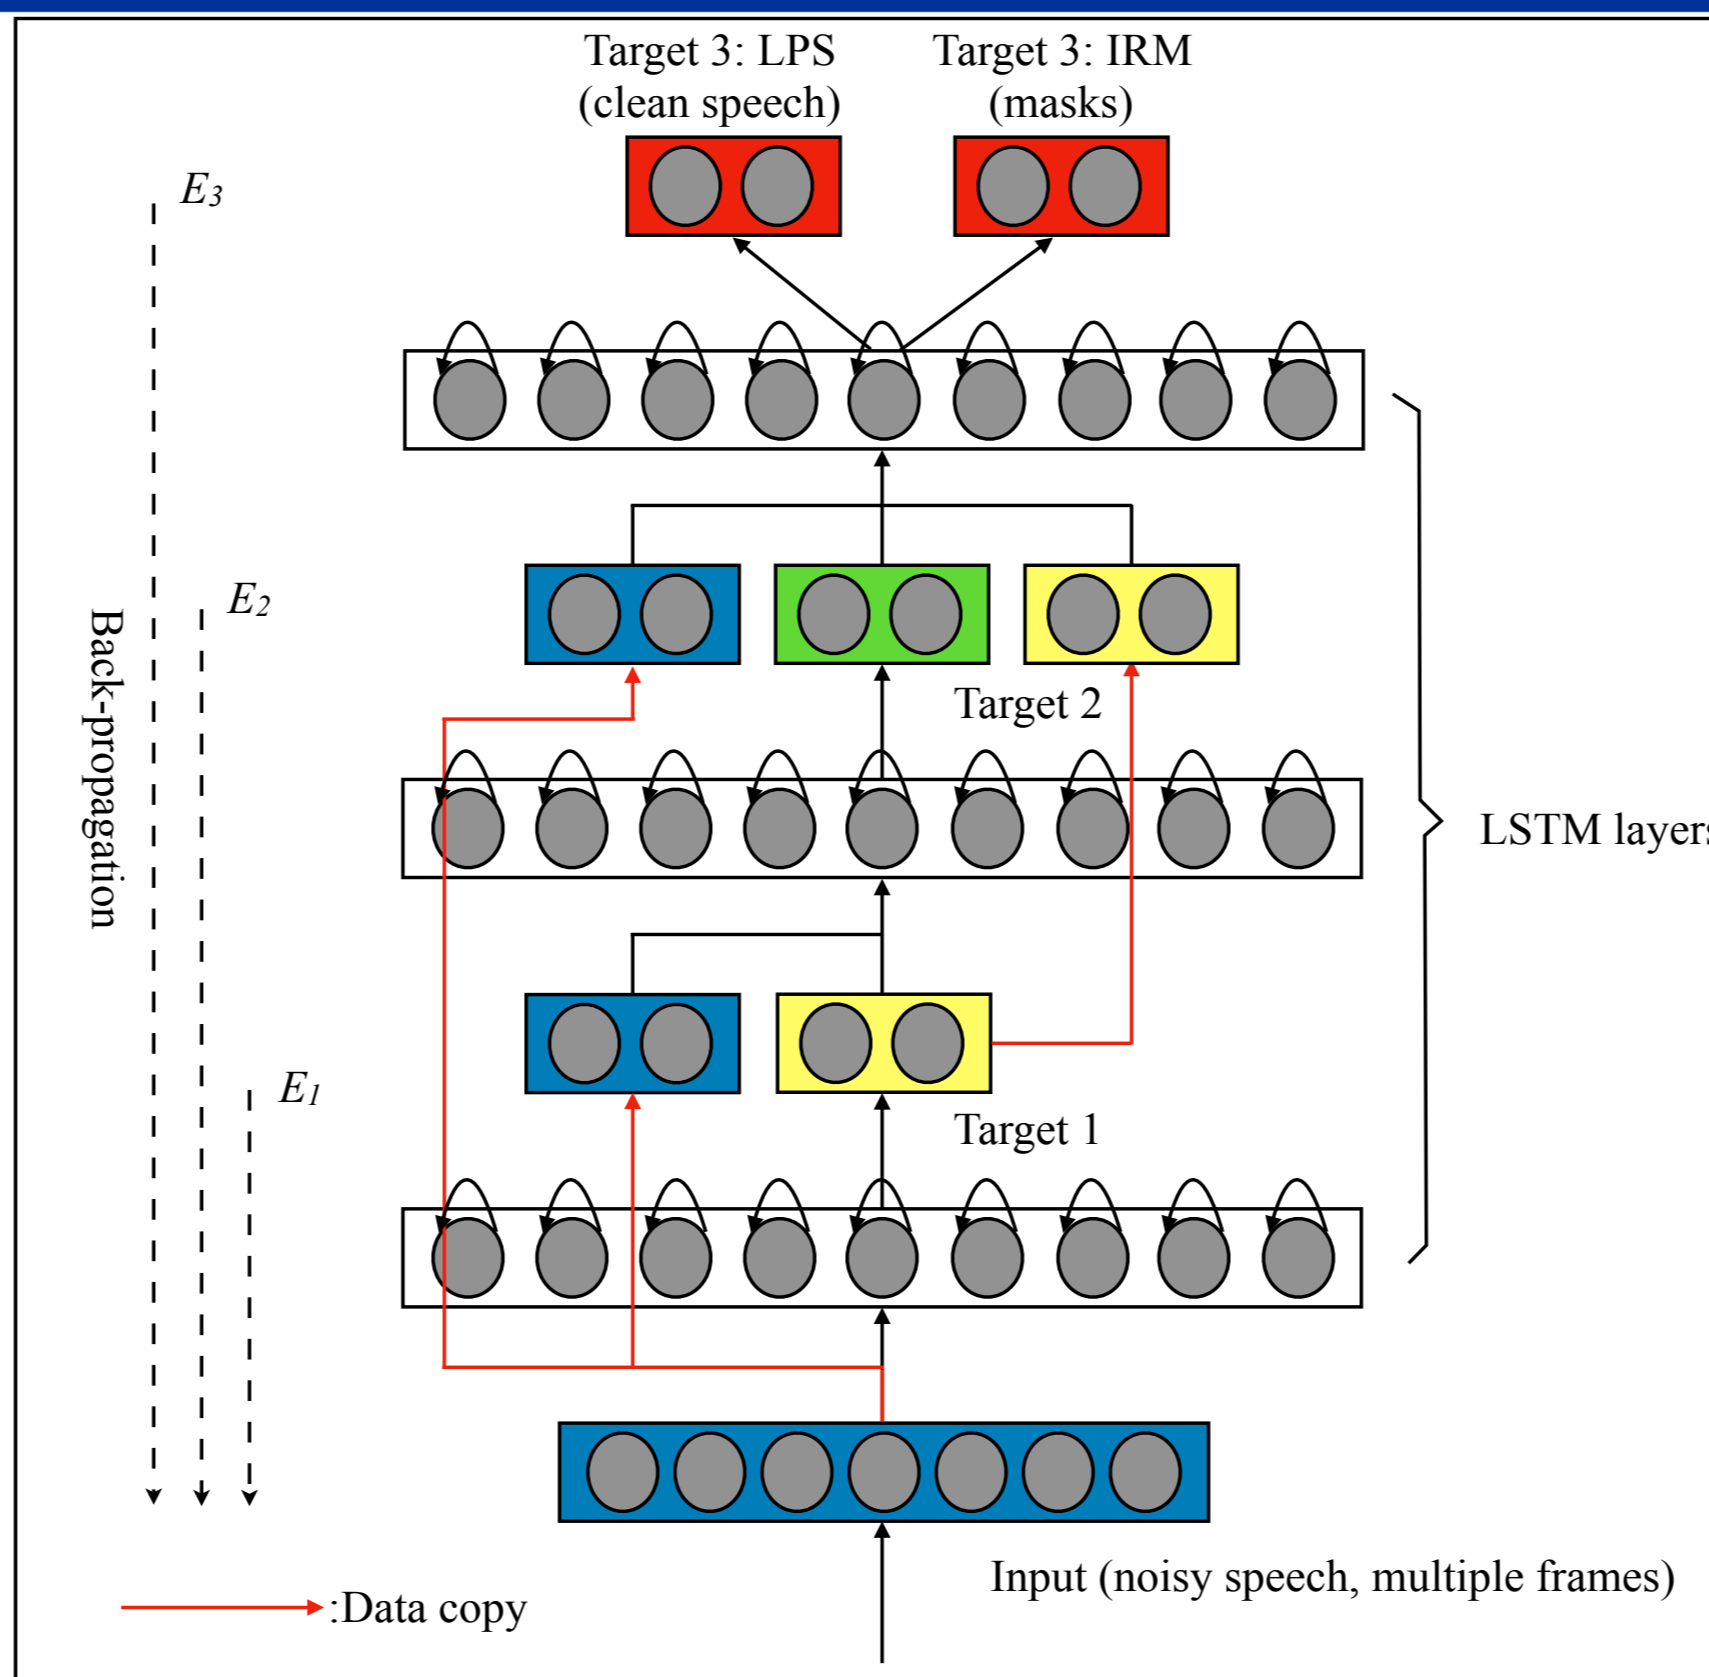 Target 3: LPS
(clean speech)
Target 3: IRM
(masks)
E3
E2
Back-propagation
Target 2
LSTM layers
E1
Target 1
Input (noisy speech, multiple frames)
:Data copy